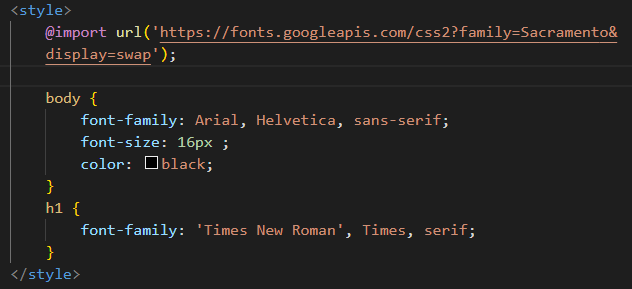 <style>
@import url('https://fonts.googleapis.com/css2?family=Sacramento&
display=swap');
body {
font-family: Arial, Helvetica, sans-serif;
font-size: 16px ;
color: black;
}
h1 {
font-family: 'Times New Roman', Times, serif;
}
</style>